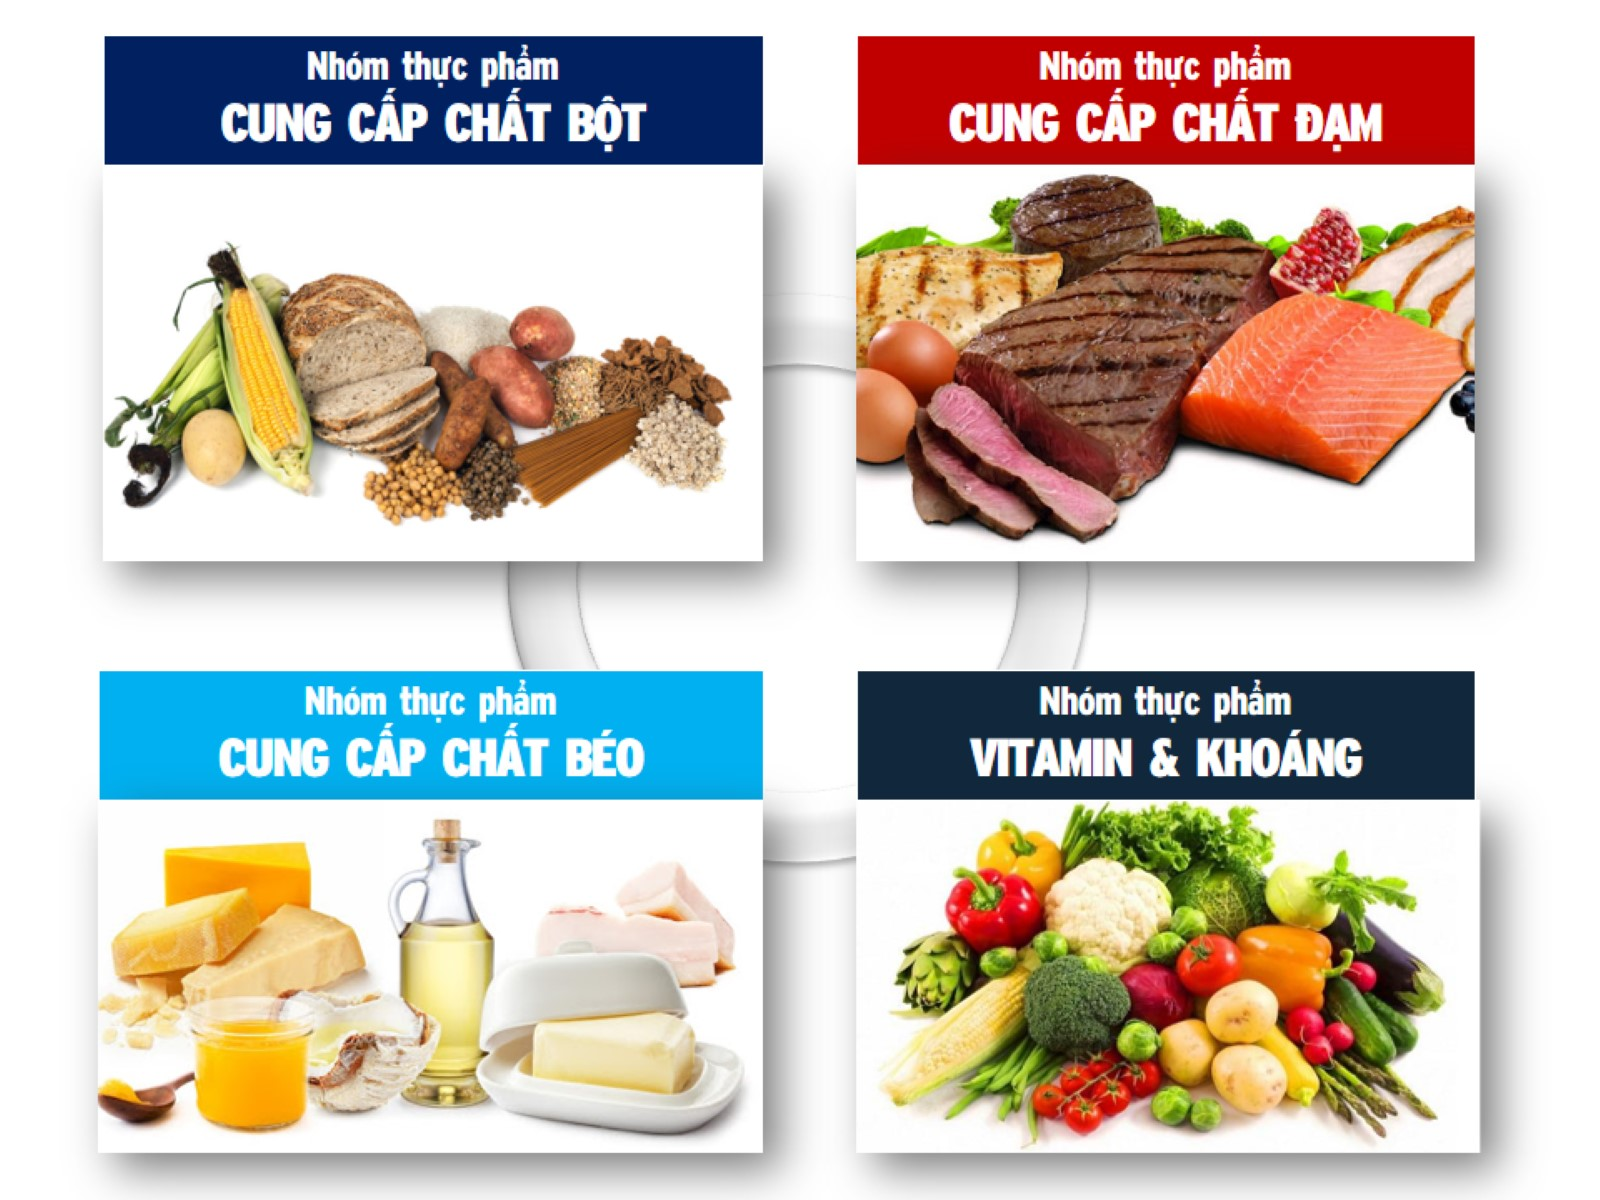 Nhóm thực phẩm
CUNG CẤP CHẤT BỘT
Nhóm thực phẩm
CUNG CẤP CHẤT ĐẠM
Nhóm thực phẩm
CUNG CẤP CHẤT BÉO
Nhóm thực phẩm
VITAMIN & KHOÁNG